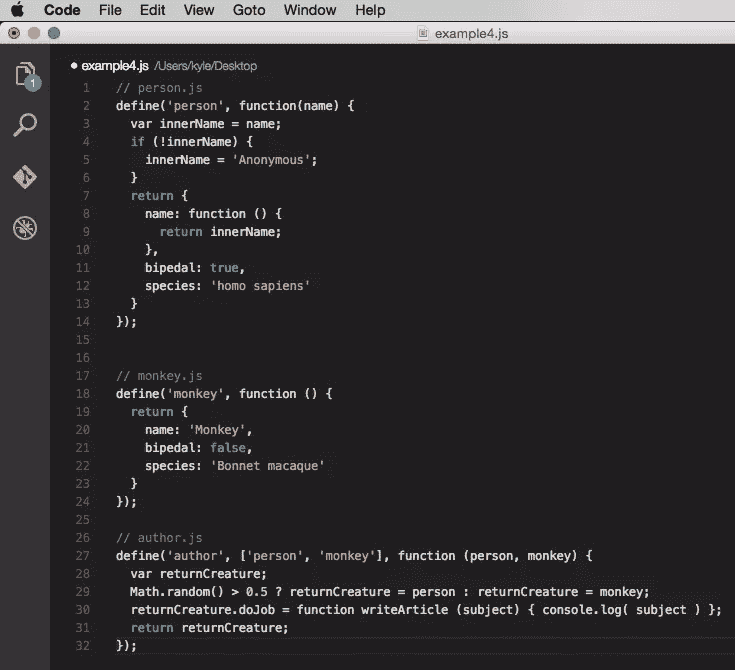 Code File Edit View Goto Window Help
example4.js
1
example4.js /Users/kyle/Desktop
1 // person.js
2 define('person', function(name) {
3 var innerName = name;
4 if (!innerName) {
5 innerName = 'Anonymous';
6 }
7 return {
8 name: function () {
9 return innerName;
10 },
11 bipedal: true,
12 species: 'homo sapiens'
13 }
14 });
15
16
17 // monkey.js
18 define('monkey', function () {
19 return {
20 name: 'Monkey',
21 bipedal: false,
22 species: 'Bonnet macaque'
23 }
24 });
25
26 // author.js
27 define('author', ['person', 'monkey'], function (person, monkey) {
28 var returnCreature;
29 Math.random() > 0.5 ? returnCreature = person : returnCreature = monkey;
30 returnCreature.doJob = function writeArticle (subject) { console.log( subject ) };
31 return returnCreature;
32 });